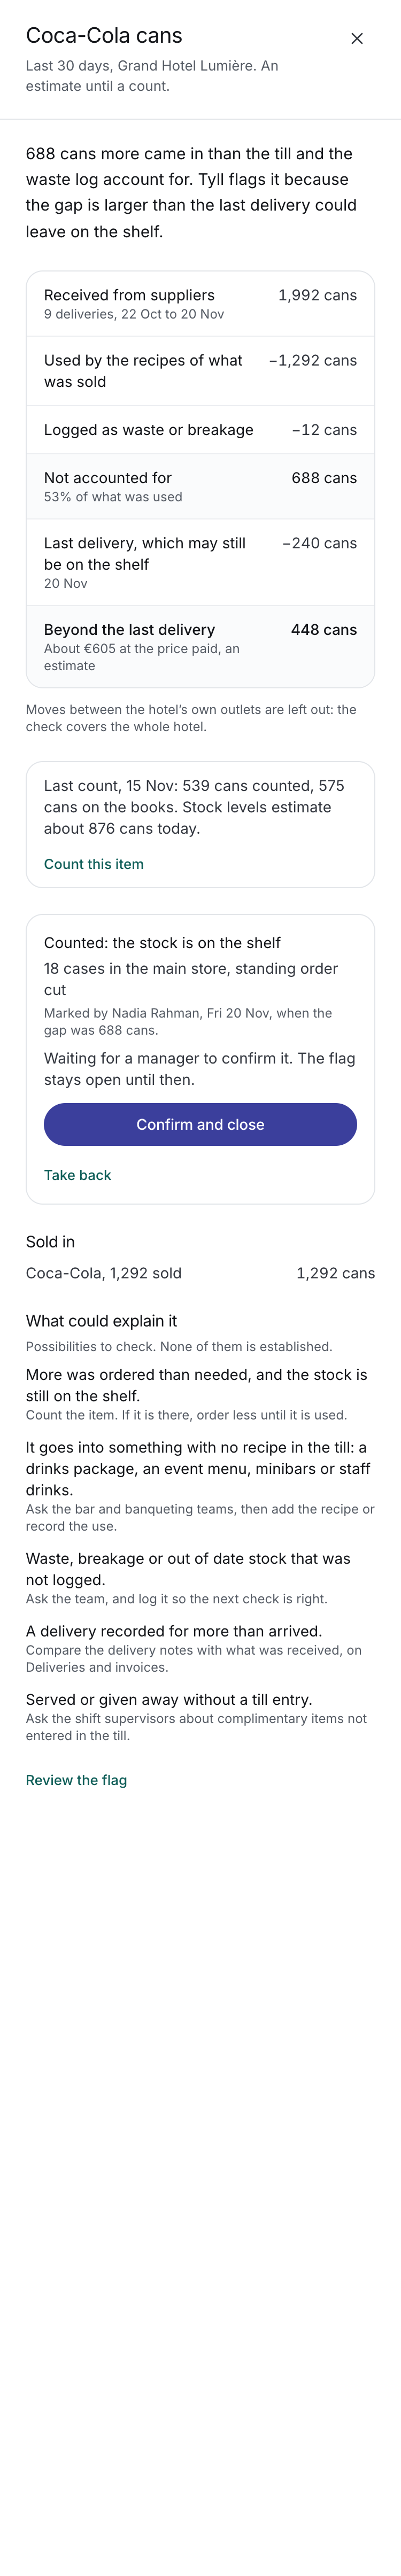 Coca-Cola cans
Last 30 days, Grand Hotel Lumière. An
estimate until a count.
688 cans more came in than the till and the
waste log account for. Tyll flags it because
the gap is larger than the last delivery could
leave on the shelf.
Received from suppliers 1,992 cans
9 deliveries, 22 Oct to 20 Nov
Used by the recipes of what −1,292 cans
was sold
Logged as waste or breakage −12 cans
Not accounted for 688 cans
53% of what was used
Last delivery, which may still −240 cans
be on the shelf
20 Nov
Beyond the last delivery 448 cans
About €605 at the price paid, an
estimate
Moves between the hotel’s own outlets are left out: the
check covers the whole hotel.
Last count, 15 Nov: 539 cans counted, 575
cans on the books. Stock levels estimate
about 876 cans today.
Count this item
Counted: the stock is on the shelf
18 cases in the main store, standing order
cut
Marked by Nadia Rahman, Fri 20 Nov, when the
gap was 688 cans.
Waiting for a manager to confirm it. The flag
stays open until then.
Confirm and close
Take back
Sold in
Coca-Cola, 1,292 sold 1,292 cans
What could explain it
Possibilities to check. None of them is established.
More was ordered than needed, and the stock is
still on the shelf.
Count the item. If it is there, order less until it is used.
It goes into something with no recipe in the till: a
drinks package, an event menu, minibars or staff
drinks.
Ask the bar and banqueting teams, then add the recipe or
record the use.
Waste, breakage or out of date stock that was
not logged.
Ask the team, and log it so the next check is right.
A delivery recorded for more than arrived.
Compare the delivery notes with what was received, on
Deliveries and invoices.
Served or given away without a till entry.
Ask the shift supervisors about complimentary items not
entered in the till.
Review the flag